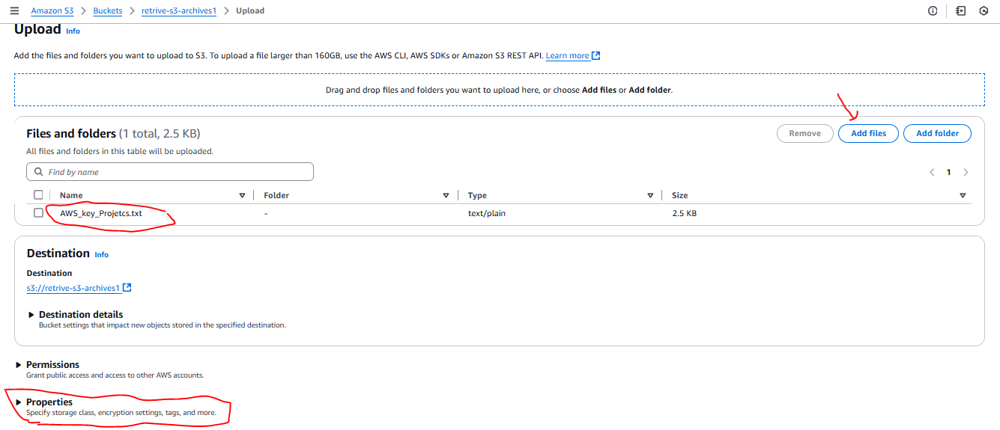 Amazon S3 > Buckets > retrive-s3-archives1 > Upload
Upload Info
Add the files and folders you want to upload to S3. To upload a file larger than 160GB, use the AWS CLI, AWS SDKs or Amazon S3 REST API. Learn more
Drag and drop files and folders you want to upload here, or choose Add files or Add folder.
Files and folders (1 total, 2.5 KB)
Remove Add files Add folder
All files and folders in this table will be uploaded.
Find by name
1
Name Folder Type Size
AWS_key_Projetcs.txt - text/plain 2.5 KB
Destination Info
Destination
s3://retrive-s3-archives1
Destination details
Bucket settings that impact new objects stored in the specified destination.
Permissions
Grant public access and access to other AWS accounts.
Properties
Specify storage class, encryption settings, tags, and more.